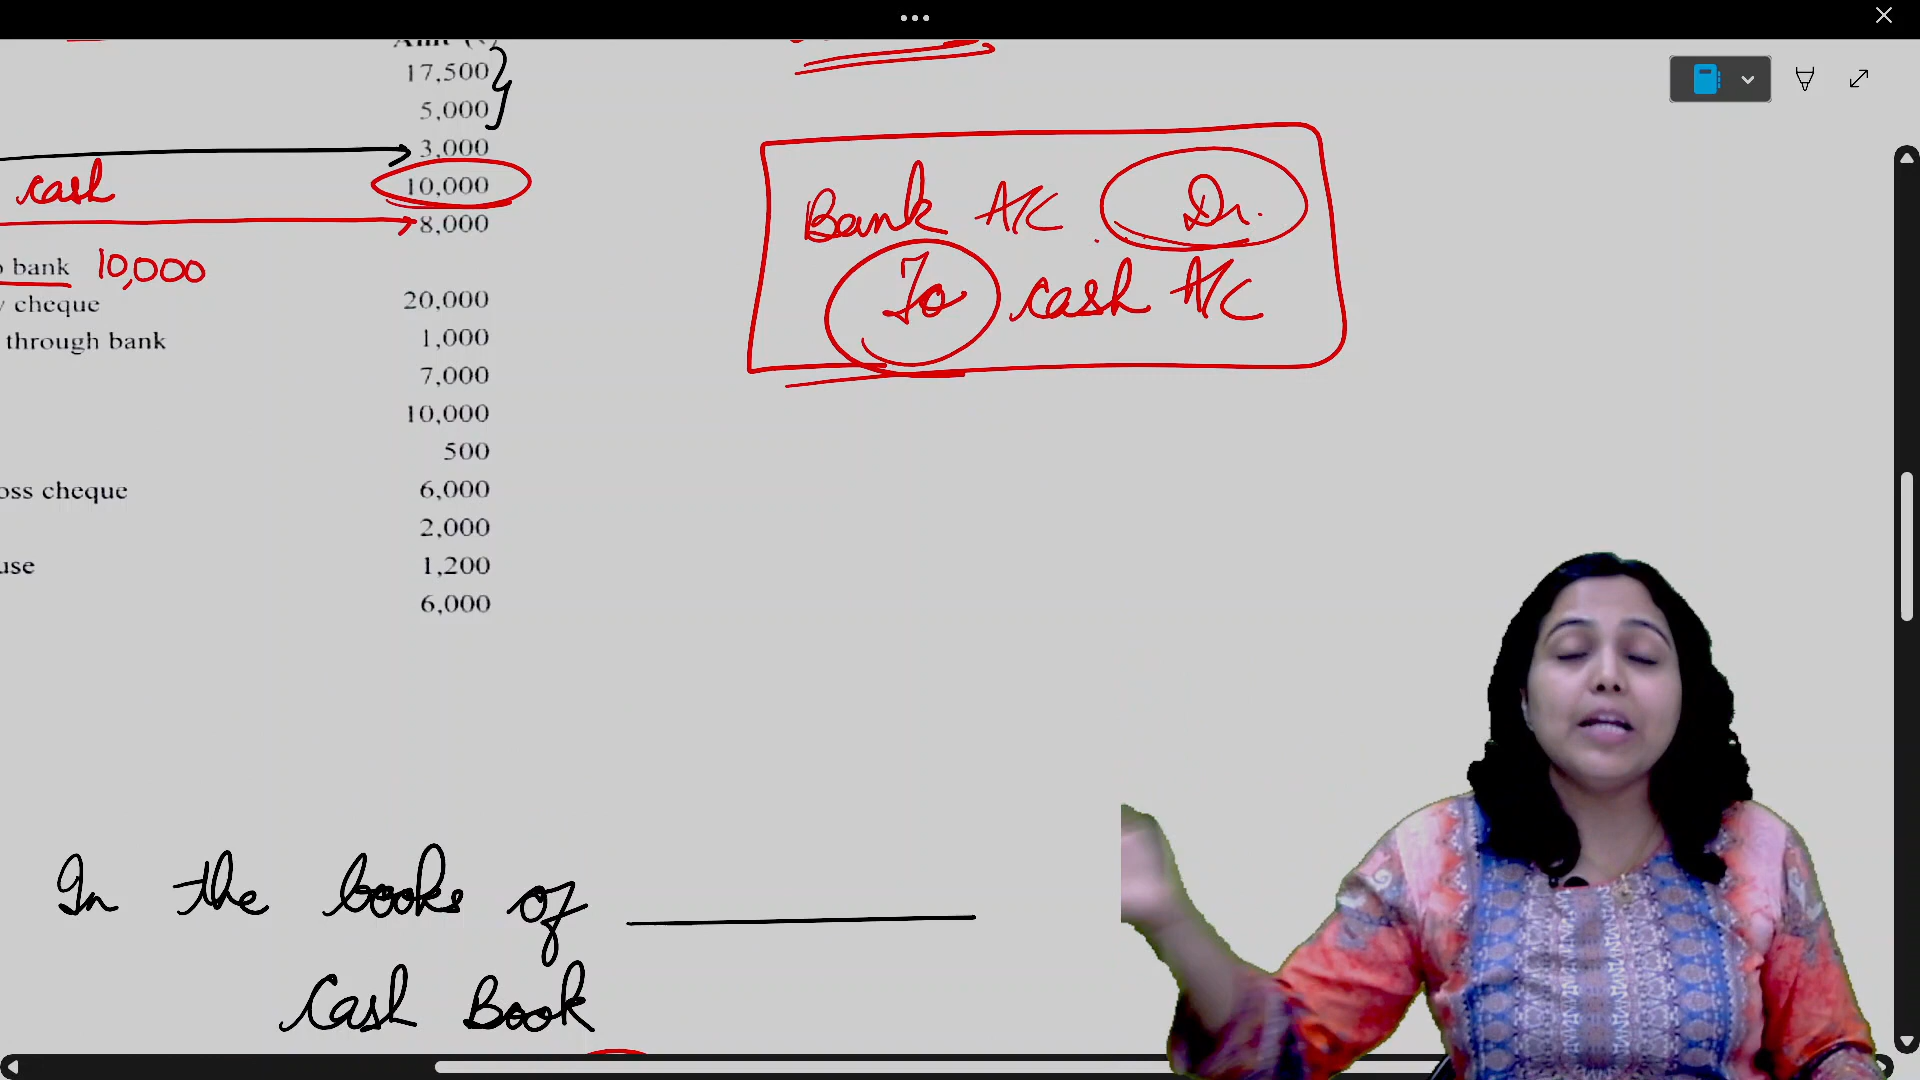 17,500
5,000
3,000
cash 10,000
8,000
bank 10,000
cheque 20,000
through bank 1,000
7,000
10,000
500
oss cheque 6,000
2,000
use 1,200
6,000
Bank A/C Dr.
To cash A/C
In the books of
Cash Book